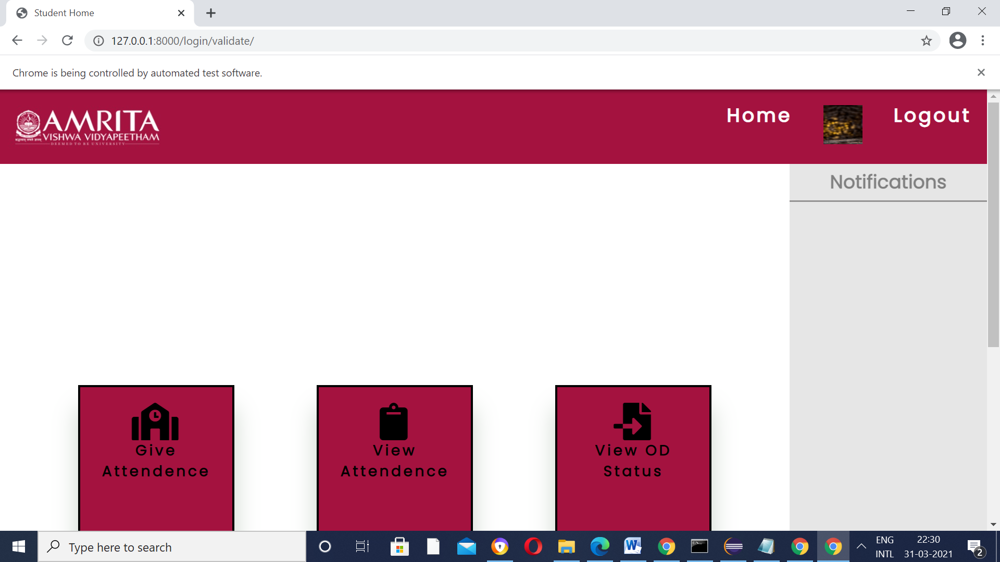 Student Home
127.0.0.1:8000/login/validate/
Chrome is being controlled by automated test software.
AMRITA
VISHWA VIDYAPEETHAM
DEEMED TO BE UNIVERSITY
Home
Logout
Notifications
Give
Attendence
View
Attendence
View OD
Status
Type here to search
ENG
INTL
22:30
31-03-2021
2